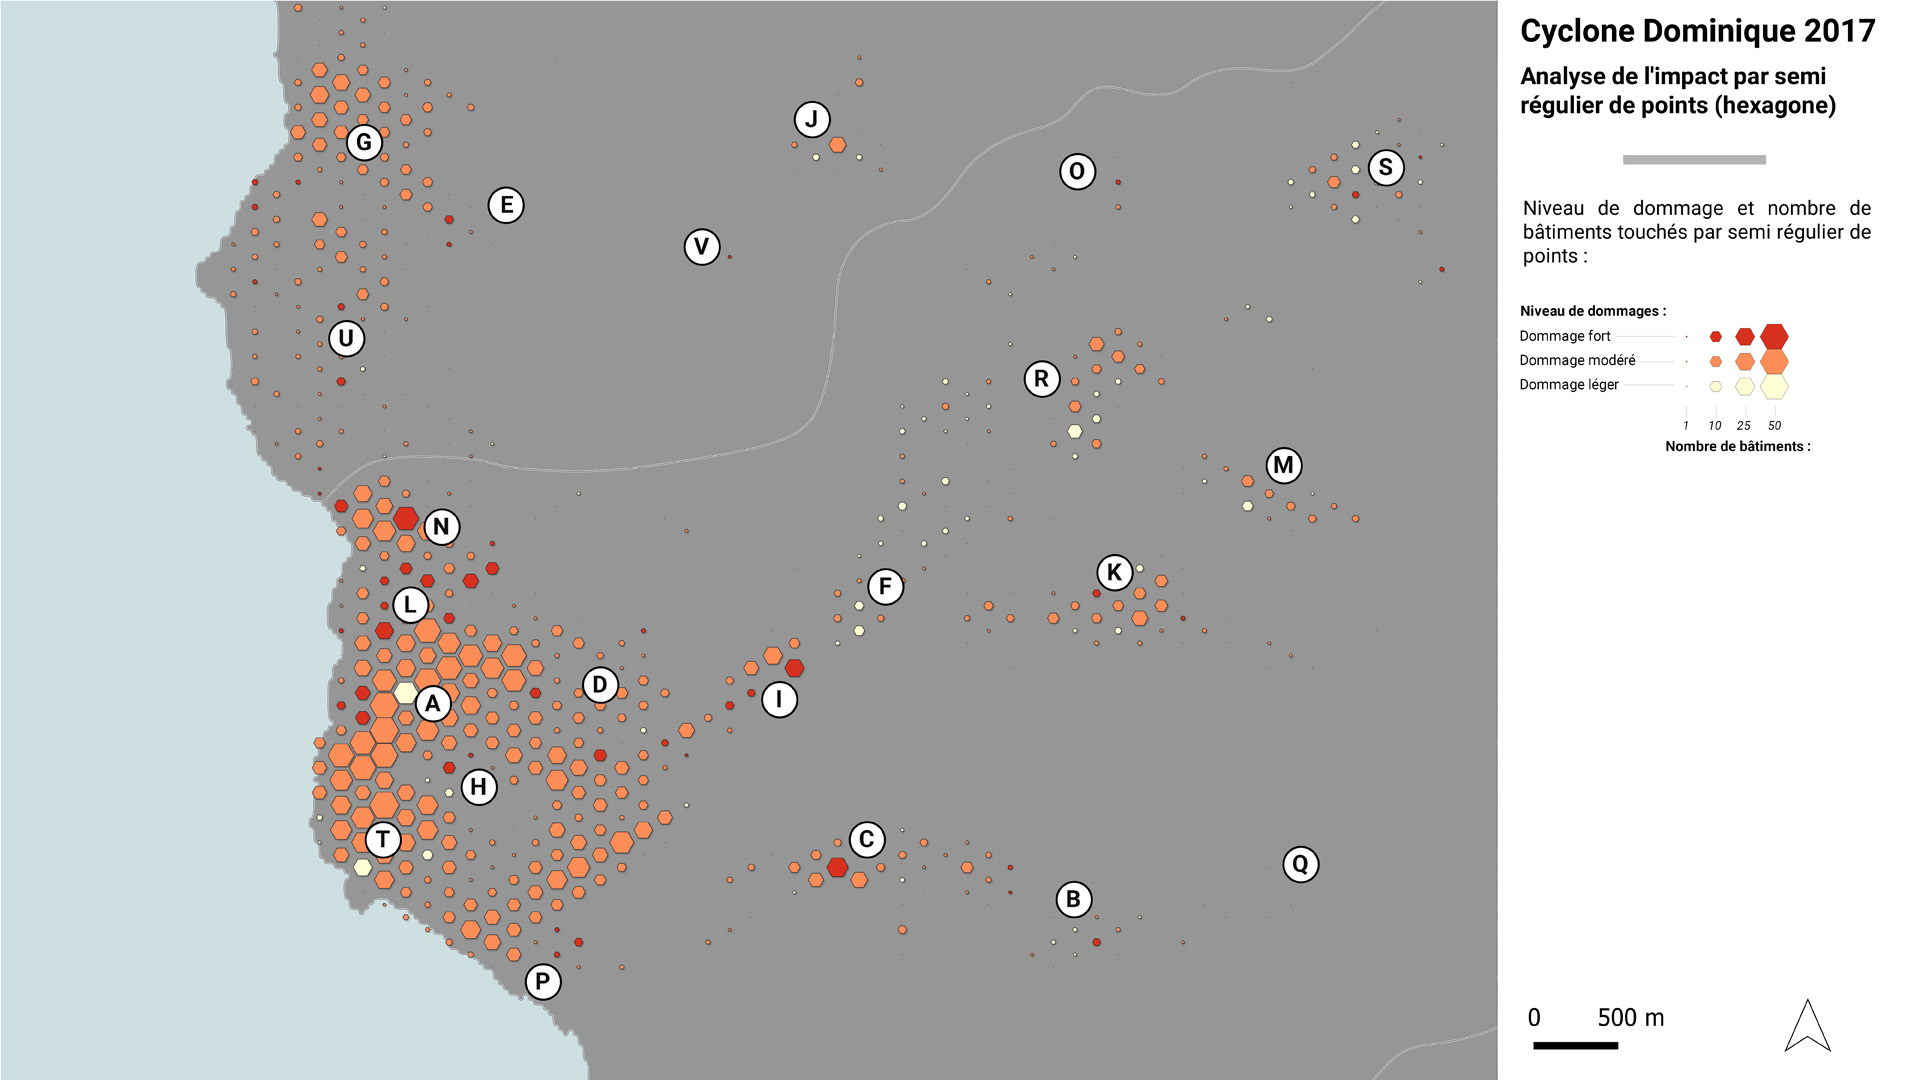 Cyclone Dominique 2017
Analyse de l'impact par semi
régulier de points (hexagone)
Niveau de dommage et nombre de
bâtiments touchés par semi régulier de
points :
Niveau de dommages :
Dommage fort
Dommage modéré
Dommage léger
1 10 25 50
Nombre de bâtiments :
0 500 m
G
J
O
S
E
V
U
R
M
N
F
K
L
D
I
A
H
T
C
Q
B
P